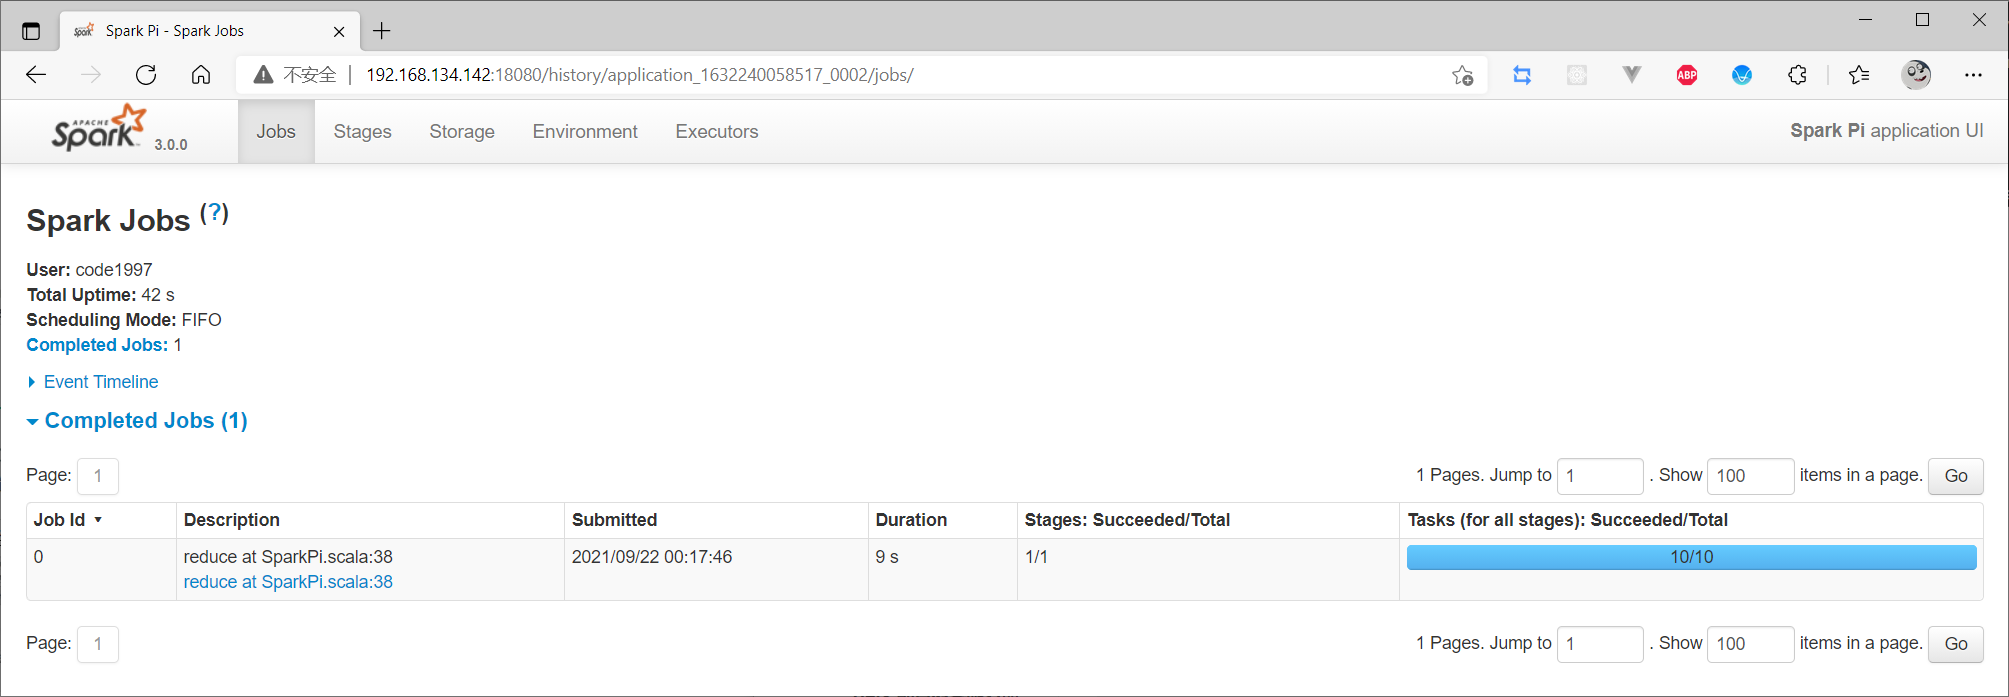 Spark Pi - Spark Jobs
不安全 | 192.168.134.142:18080/history/application_1632240058517_0002/jobs/
ABP
APACHE Spark 3.0.0 Jobs Stages Storage Environment Executors Spark Pi application UI
Spark Jobs (?)
User: code1997
Total Uptime: 42 s
Scheduling Mode: FIFO
Completed Jobs: 1
Event Timeline
Completed Jobs (1)
Page: 1 1 Pages. Jump to 1 . Show 100 items in a page. Go
Job Id Description Submitted Duration Stages: Succeeded/Total Tasks (for all stages): Succeeded/Total
0 reduce at SparkPi.scala:38 2021/09/22 00:17:46 9 s 1/1 10/10
reduce at SparkPi.scala:38
Page: 1 1 Pages. Jump to 1 . Show 100 items in a page. Go